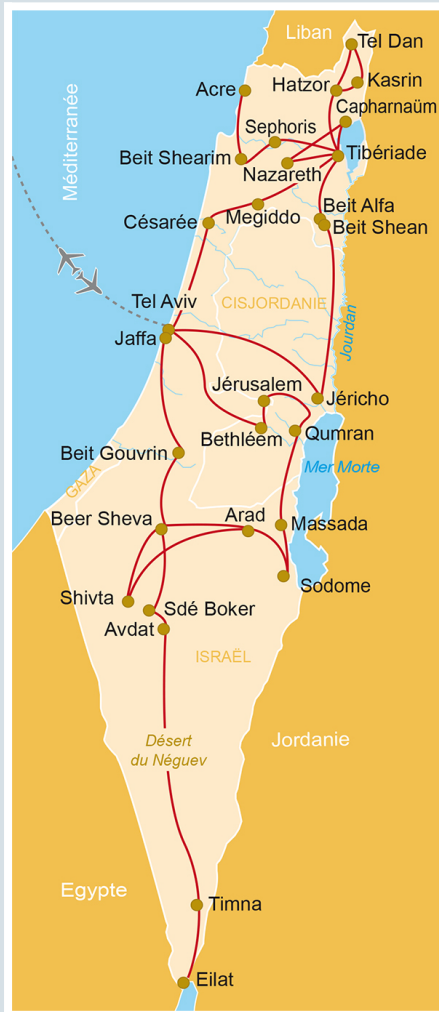 Liban
Tel Dan
Hatzor
Kasrin
Acre
Capharnaüm
Sephoris
Méditerranée
Beit Shearim
Tibériade
Nazareth
Beit Alfa
Megiddo
Césarée
Beit Shean
Tel Aviv
CISJORDANIE
Jourdan
Jaffa
Jérusalem
Jéricho
Bethléem
Qumran
Beit Gouvrin
Mer Morte
GAZA
Beer Sheva
Arad
Massada
Sodome
Shivta
Sdé Boker
Avdat
ISRAËL
Désert
du Néguev
Jordanie
Egypte
Timna
Eilat